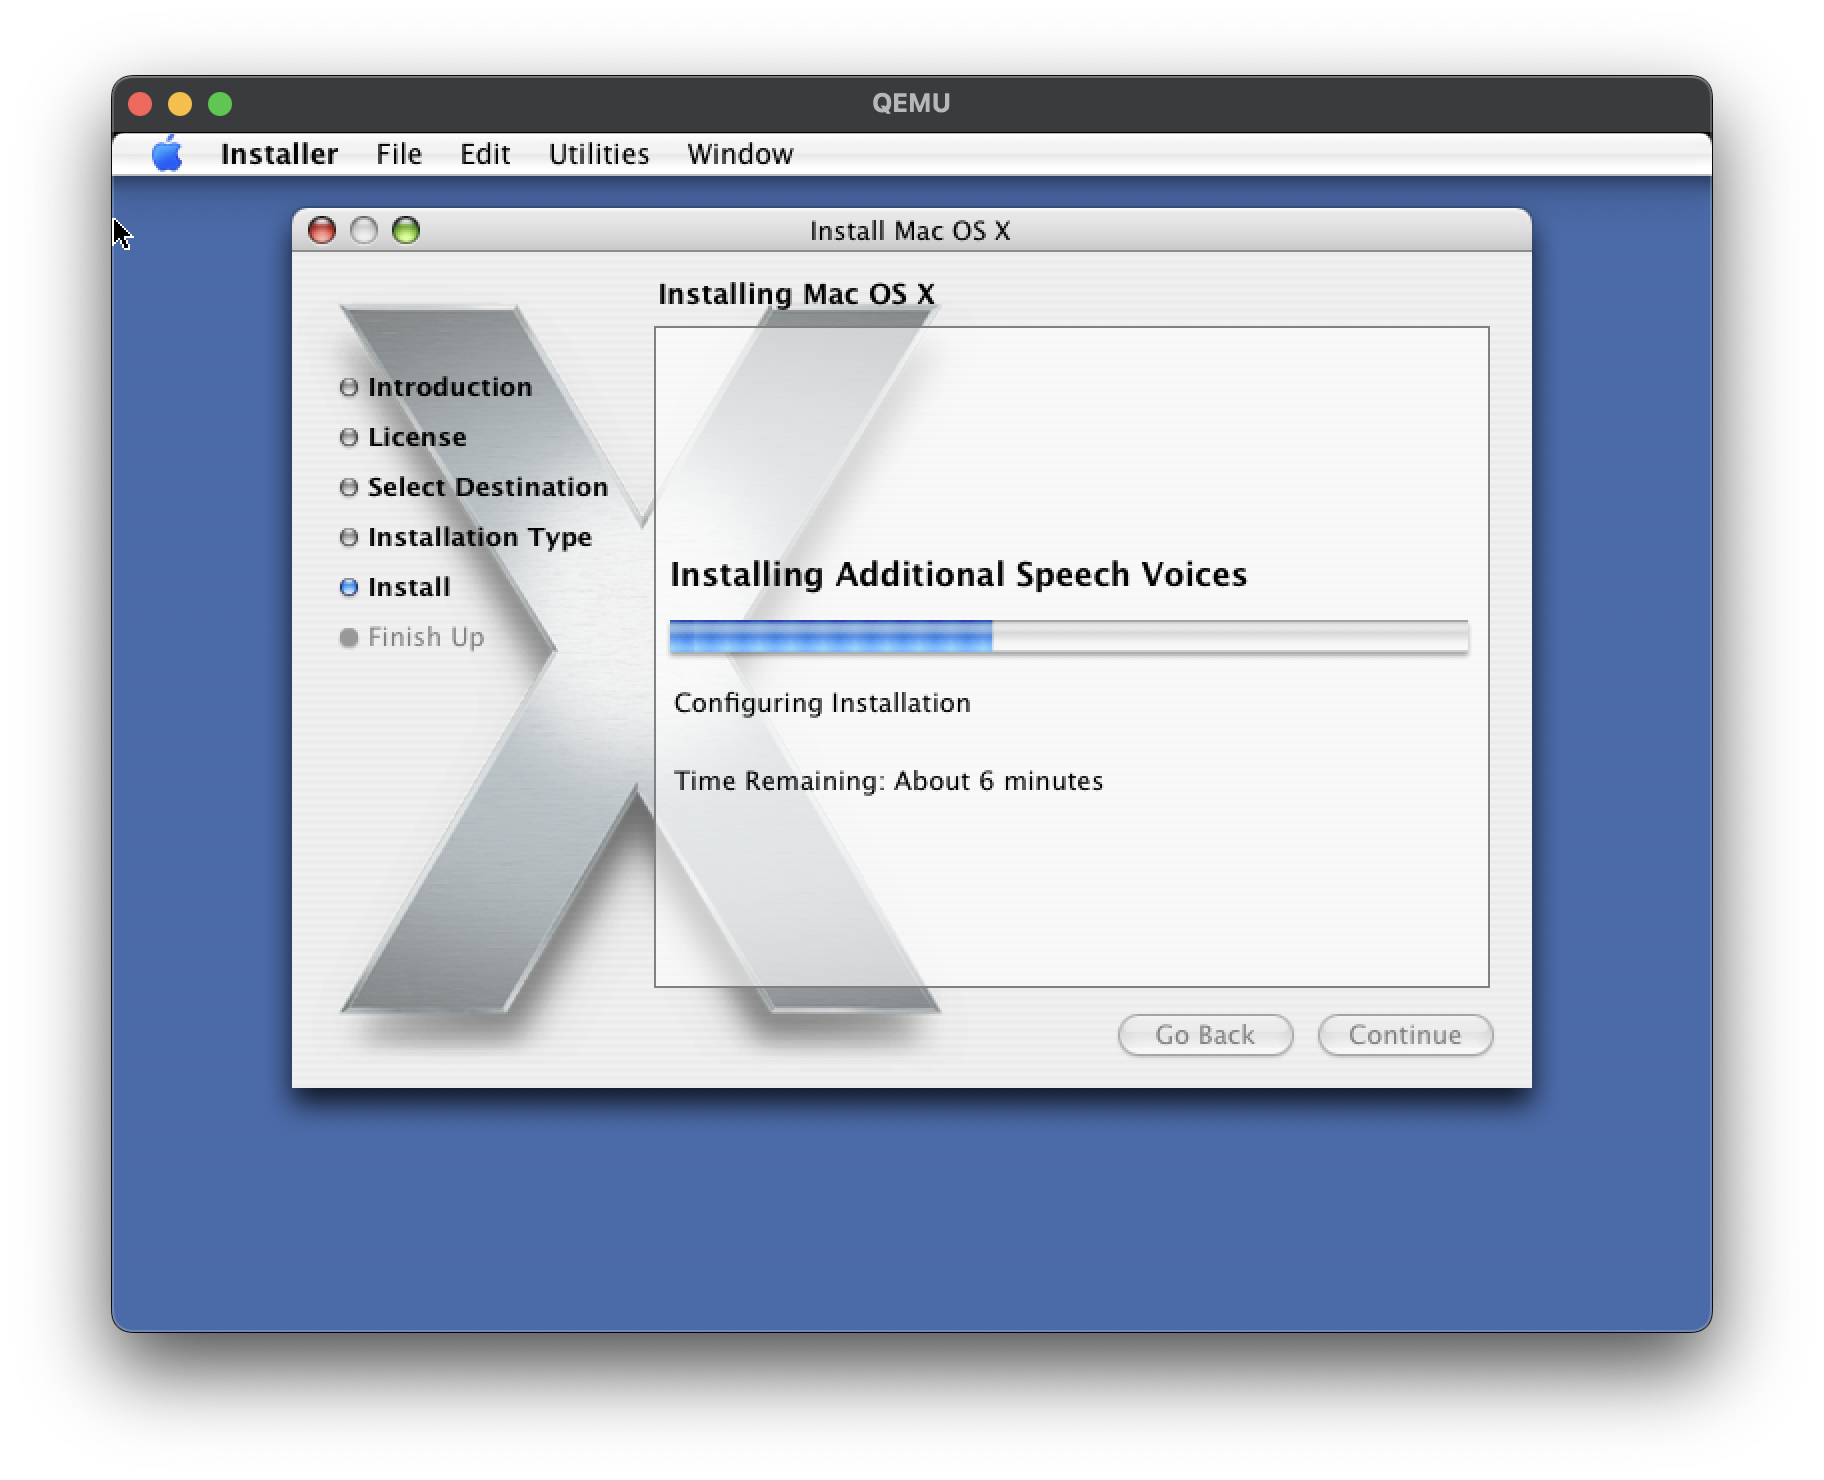 QEMU
Installer File Edit Utilities Window
Install Mac OS X
Installing Mac OS X
Introduction
License
Select Destination
Installation Type
Install
Finish Up
Installing Additional Speech Voices
Configuring Installation
Time Remaining: About 6 minutes
Go Back Continue